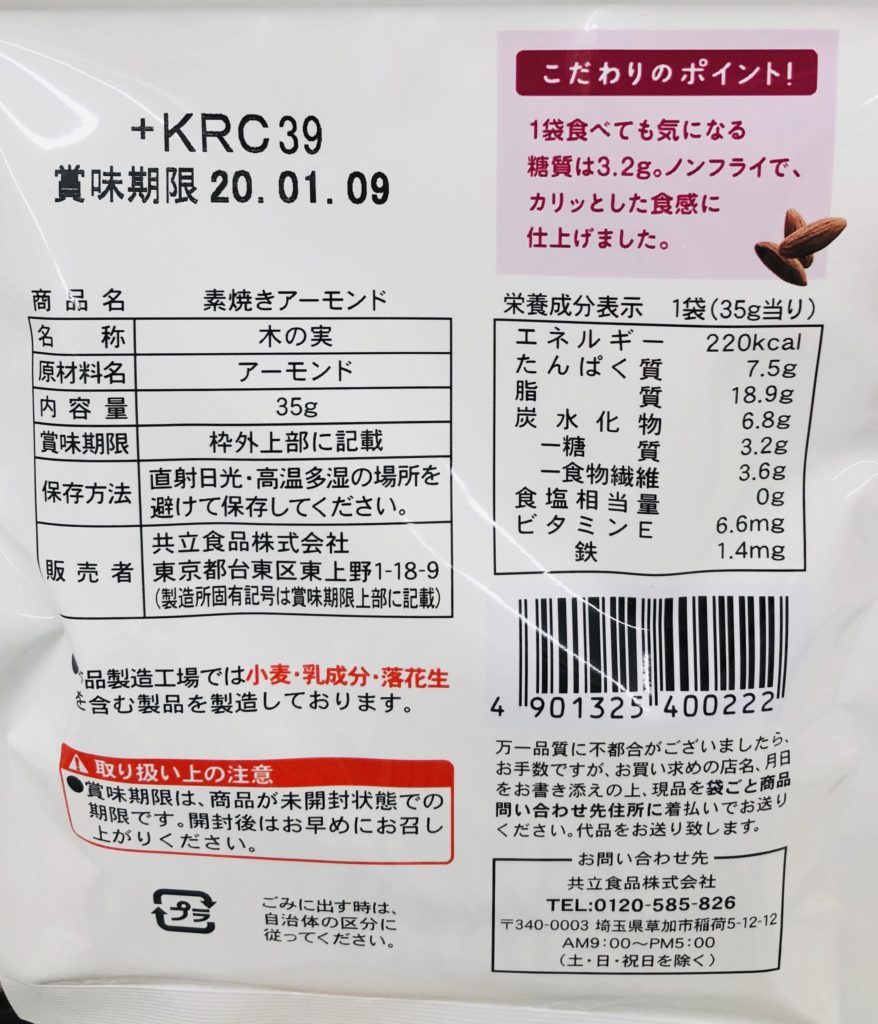 +KRC39
賞味期限 20.01.09
こだわりのポイント!
1袋食べても気になる
糖質は3.2g。ノンフライで、
カリッとした食感に
仕上げました。
商品名 素焼きアーモンド
名称 木の実
原材料名 アーモンド
内容量 35g
賞味期限 枠外上部に記載
保存方法 直射日光・高温多湿の場所を
避けて保存してください。
販売者 共立食品株式会社
東京都台東区東上野1-18-9
(製造所固有記号は賞味期限上部に記載)
栄養成分表示 1袋(35g当り)
エネルギー 220kcal
たんぱく質 7.5g
脂質 18.9g
炭水化物 6.8g
ー糖質 3.2g
ー食物繊維 3.6g
食塩相当量 0g
ビタミンE 6.6mg
鉄 1.4mg
品製造工場では小麦・乳成分・落花生
を含む製品を製造しております。
取り扱い上の注意
●賞味期限は、商品が未開封状態での
期限です。開封後はお早めにお召し
上がりください。
プラ
ごみに出す時は、
自治体の区分に
従ってください。
4 901325 400222
万一品質に不都合がございましたら、
お手数ですが、お買い求めの店名、月日
をお書き添えの上、現品を袋ごと商品
問い合わせ先住所に着払いでお送り
ください。代品をお送り致します。
お問い合わせ先
共立食品株式会社
TEL:0120-585-826
〒340-0003 埼玉県草加市稲荷5-12-12
AM9:00〜PM5:00
(土・日・祝日を除く)